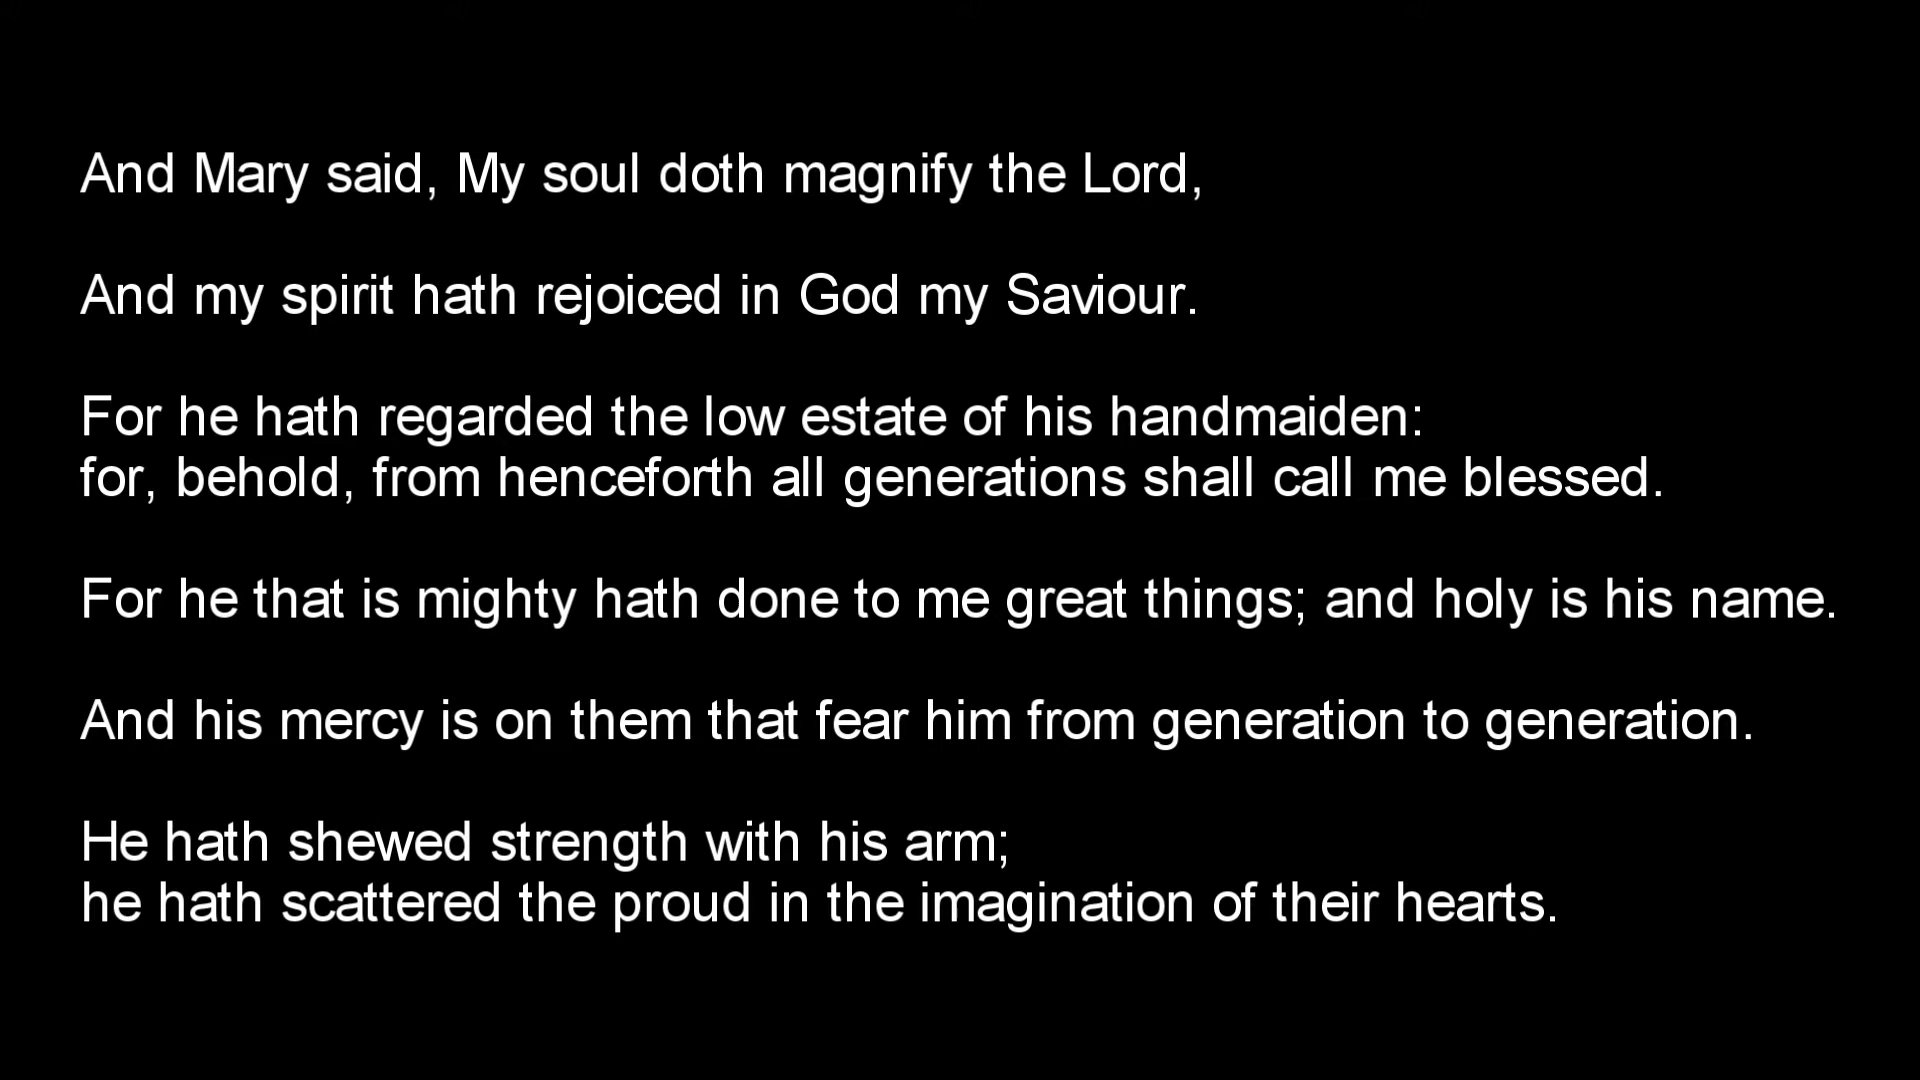 And Mary said, My soul doth magnify the Lord,
And my spirit hath rejoiced in God my Saviour.
For he hath regarded the low estate of his handmaiden:
for, behold, from henceforth all generations shall call me blessed.
For he that is mighty hath done to me great things; and holy is his name.
And his mercy is on them that fear him from generation to generation.
He hath shewed strength with his arm;
he hath scattered the proud in the imagination of their hearts.